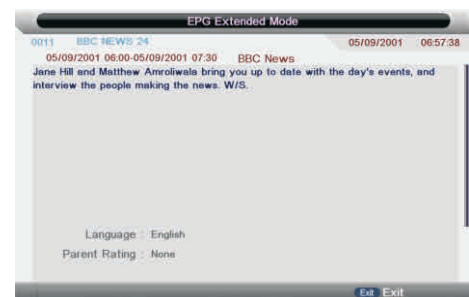 EPG Extended Mode
0011 BBC NEWS 24 05/09/2001 06:57:38
05/09/2001 06:00-05/09/2001 07:30 BBC News
Jane Hill and Matthew Amroliwala bring you up to date with the day's events, and
interview the people making the news. W/S.
Language : English
Parent Rating : None
Exit Exit